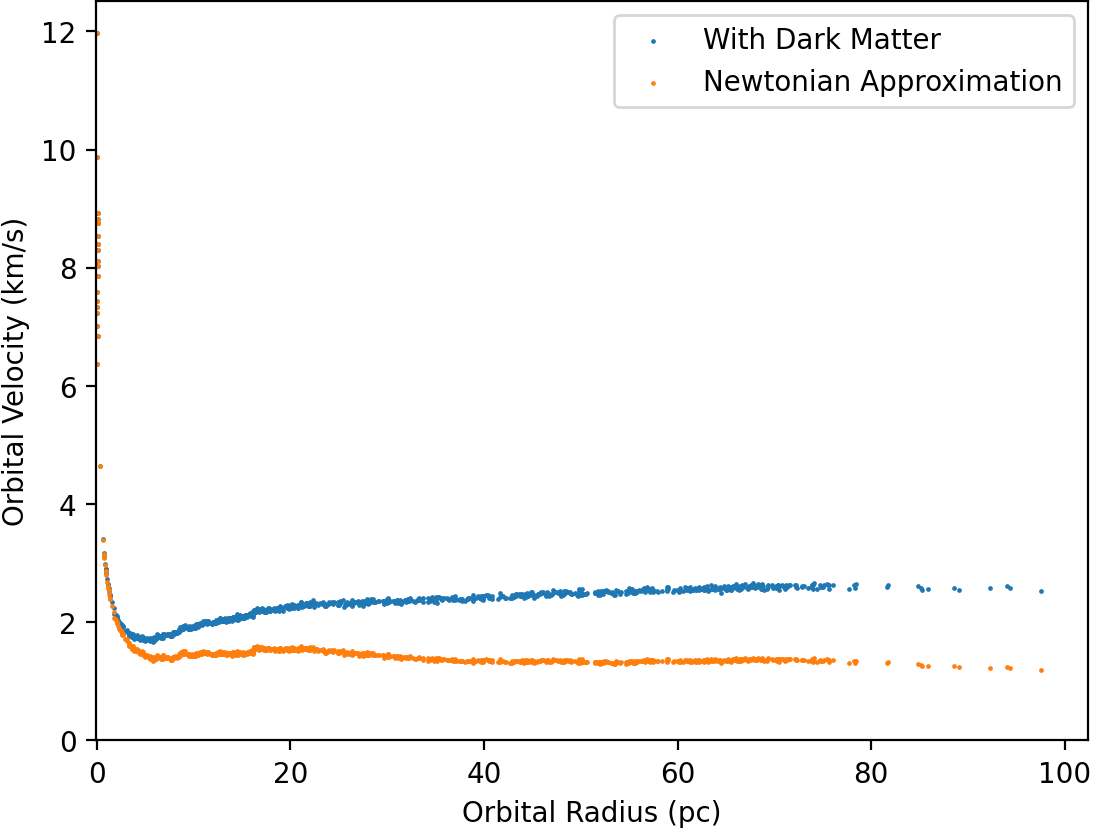 With Dark Matter
Newtonian Approximation
Orbital Velocity (km/s)
12
10
8
6
4
2
0
0 20 40 60 80 100
Orbital Radius (pc)